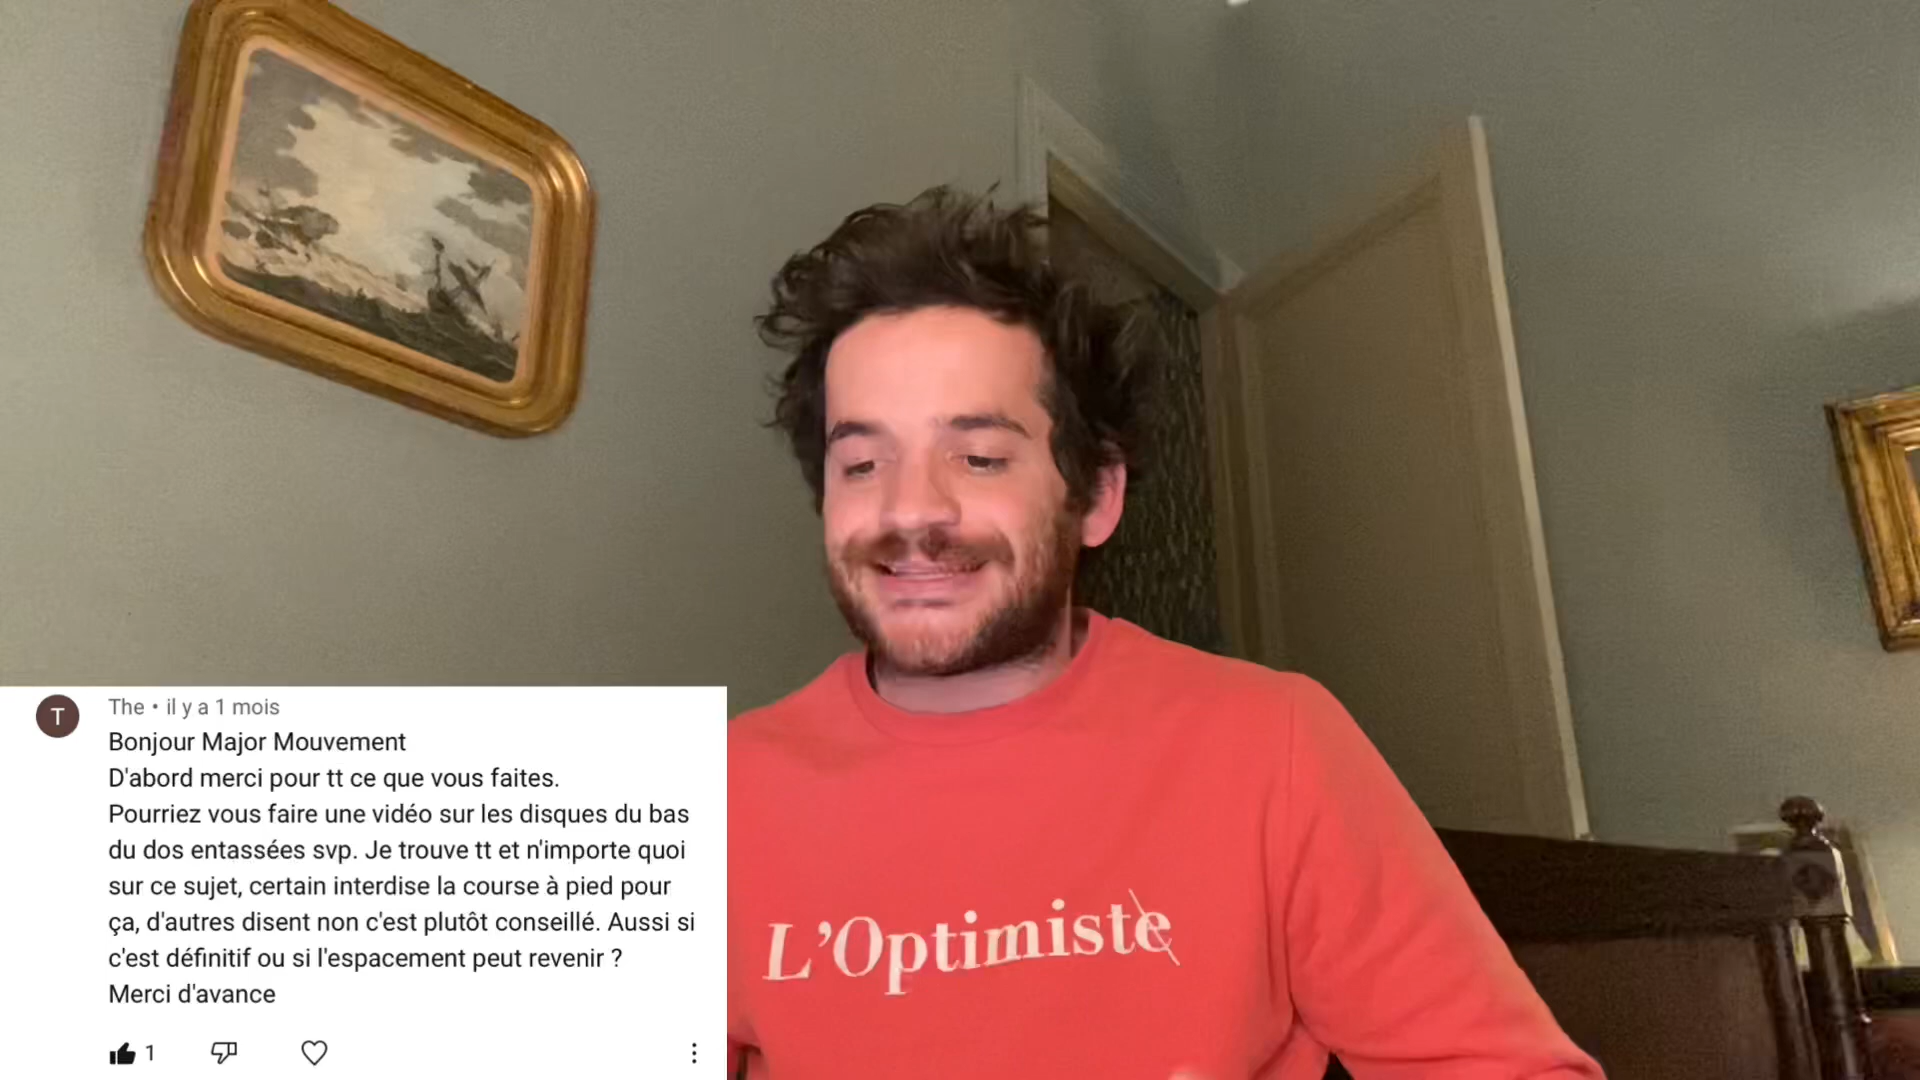 T
The • il y a 1 mois
Bonjour Major Mouvement
D'abord merci pour tt ce que vous faites.
Pourriez vous faire une vidéo sur les disques du bas
du dos entassées svp. Je trouve tt et n'importe quoi
sur ce sujet, certain interdise la course à pied pour
ça, d'autres disent non c'est plutôt conseillé. Aussi si
c'est définitif ou si l'espacement peut revenir ?
Merci d'avance
1
L'Optimiste